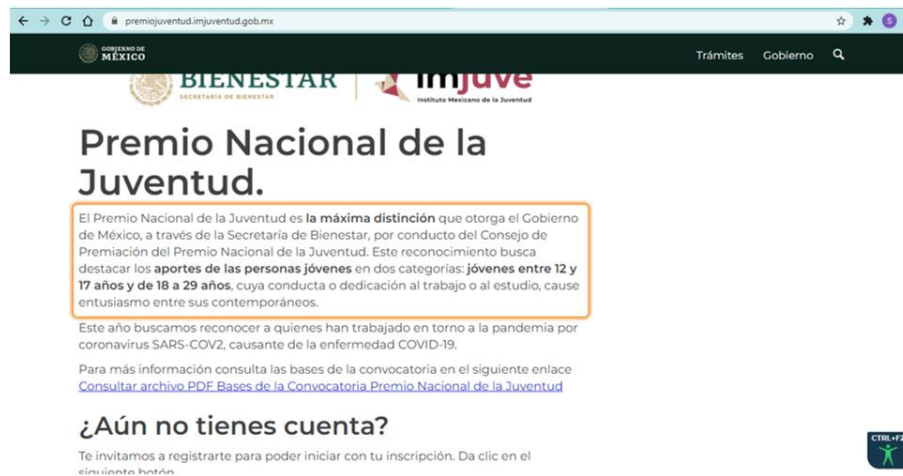 premiojuventud.imjuventud.gob.mx
S
GOBIERNO DE
MÉXICO
Trámites Gobierno
BIENESTAR
SECRETARÍA DE BIENESTAR
imjuve
Instituto Mexicano de la Juventud
Premio Nacional de la
Juventud.
El Premio Nacional de la Juventud es la máxima distinción que otorga el Gobierno
de México, a través de la Secretaría de Bienestar, por conducto del Consejo de
Premiación del Premio Nacional de la Juventud. Este reconocimiento busca
destacar los aportes de las personas jóvenes en dos categorías: jóvenes entre 12 y
17 años y de 18 a 29 años, cuya conducta o dedicación al trabajo o al estudio, cause
entusiasmo entre sus contemporáneos.
Este año buscamos reconocer a quienes han trabajado en torno a la pandemia por
coronavirus SARS-COV2, causante de la enfermedad COVID-19.
Para más información consulta las bases de la convocatoria en el siguiente enlace
Consultar archivo PDF Bases de la Convocatoria Premio Nacional de la Juventud
¿Aún no tienes cuenta?
Te invitamos a registrarte para poder iniciar con tu inscripción. Da clic en el
siguiente botón
CTRL+F2